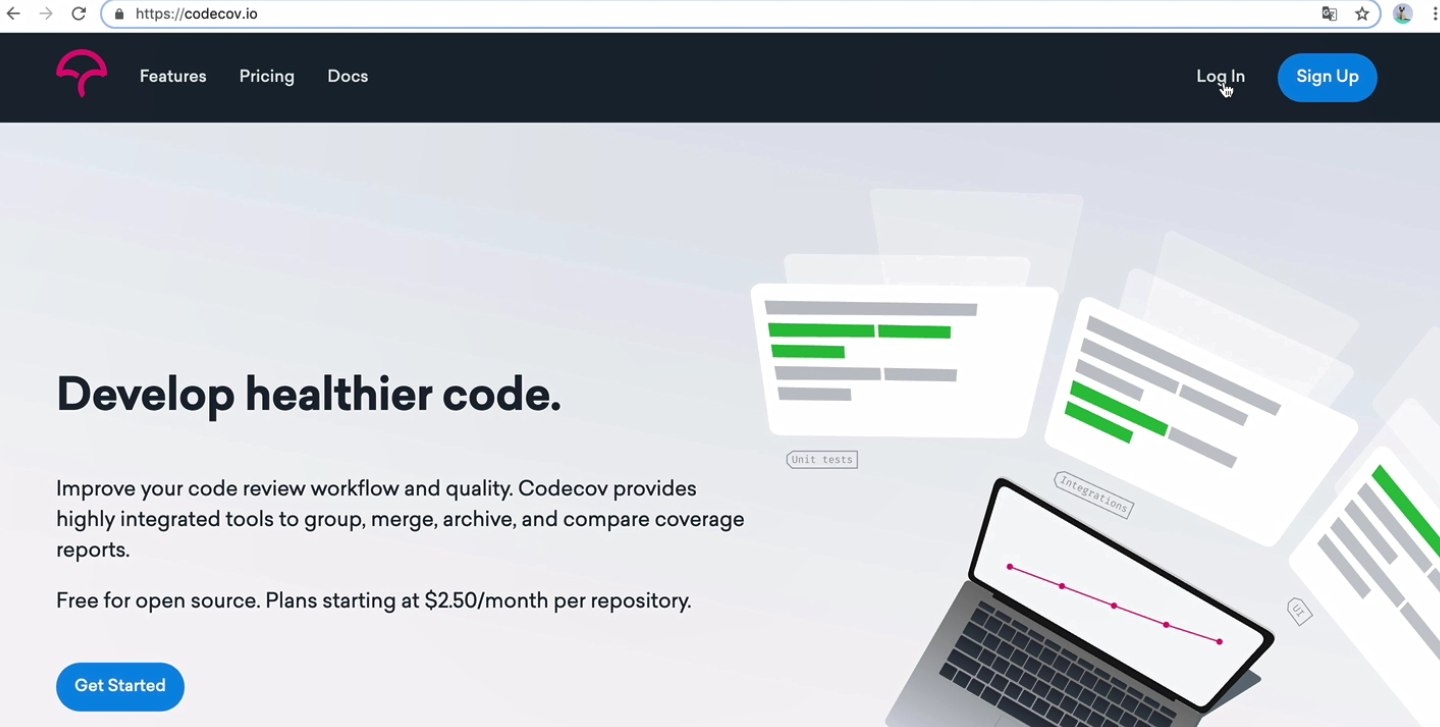 https://codecov.io
Features Pricing Docs Log In Sign Up
Develop healthier code.
Improve your code review workflow and quality. Codecov provides
highly integrated tools to group, merge, archive, and compare coverage
reports.
Free for open source. Plans starting at $2.50/month per repository.
Get Started
Unit tests
Integrations
UI